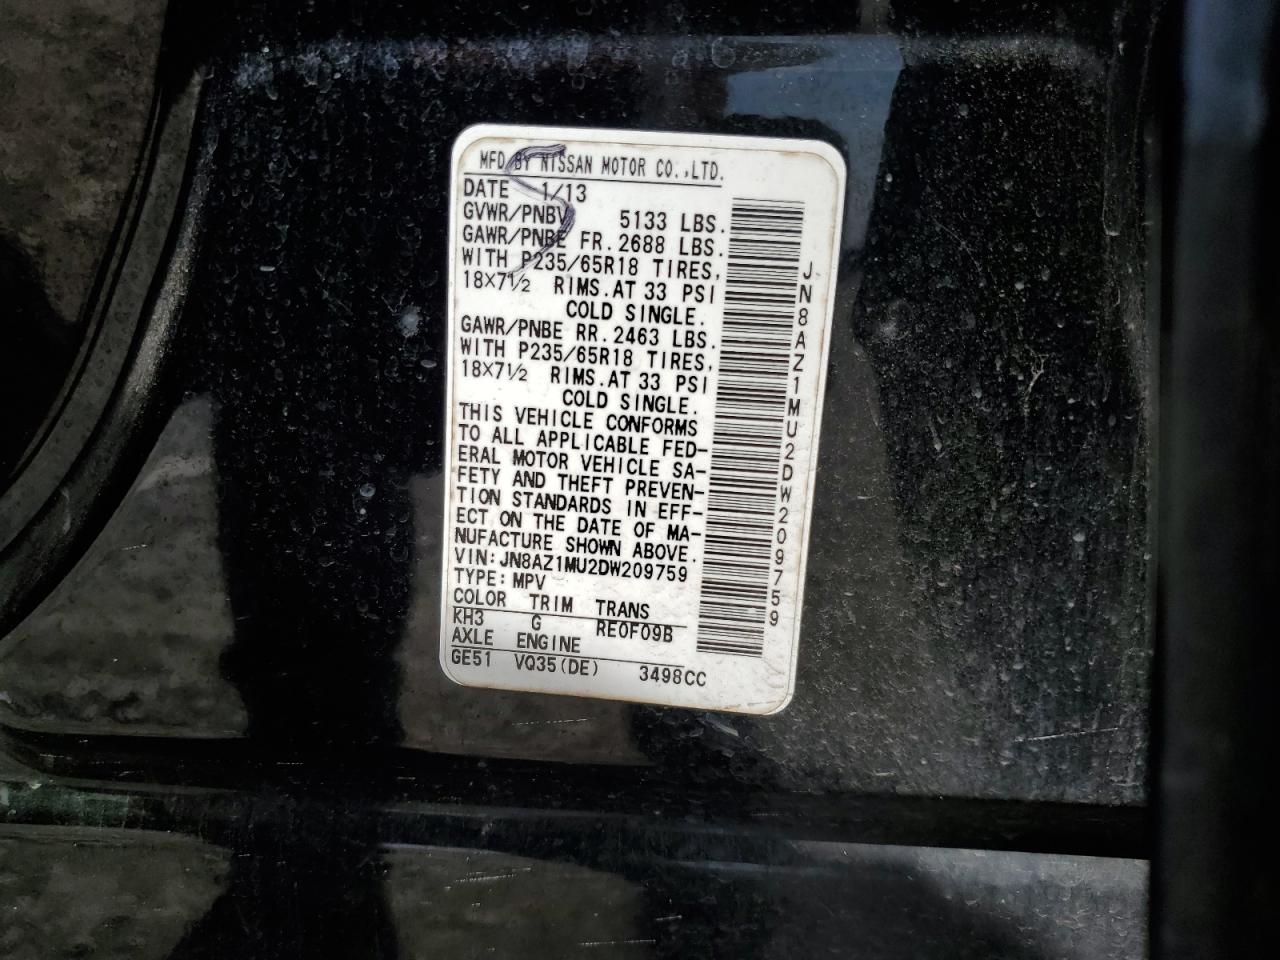 MFD BY NISSAN MOTOR CO.,LTD.
DATE 1/13
GVWR/PNBV 5133 LBS.
GAWR/PNBE FR. 2688 LBS.
WITH P235/65R18 TIRES,
18X7½ RIMS. AT 33 PSI
COLD SINGLE.
GAWR/PNBE RR. 2463 LBS.
WITH P235/65R18 TIRES,
18X7½ RIMS. AT 33 PSI
COLD SINGLE.
THIS VEHICLE CONFORMS
TO ALL APPLICABLE FED-
ERAL MOTOR VEHICLE SA-
FETY AND THEFT PREVEN-
TION STANDARDS IN EFF-
ECT ON THE DATE OF MA-
NUFACTURE SHOWN ABOVE.
VIN:JN8AZ1MU2DW209759
TYPE:MPV
COLOR TRIM TRANS
KH3 G RE0F09B
AXLE ENGINE
GE51 VQ35(DE) 3498CC
JN8AZ1MU2DW209759